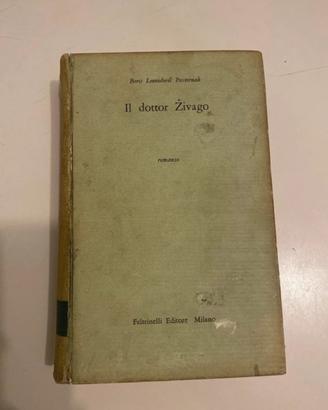 Boris Leonidovič Pasternak
Il dottor Živago
romanzo
Feltrinelli Editore Milano